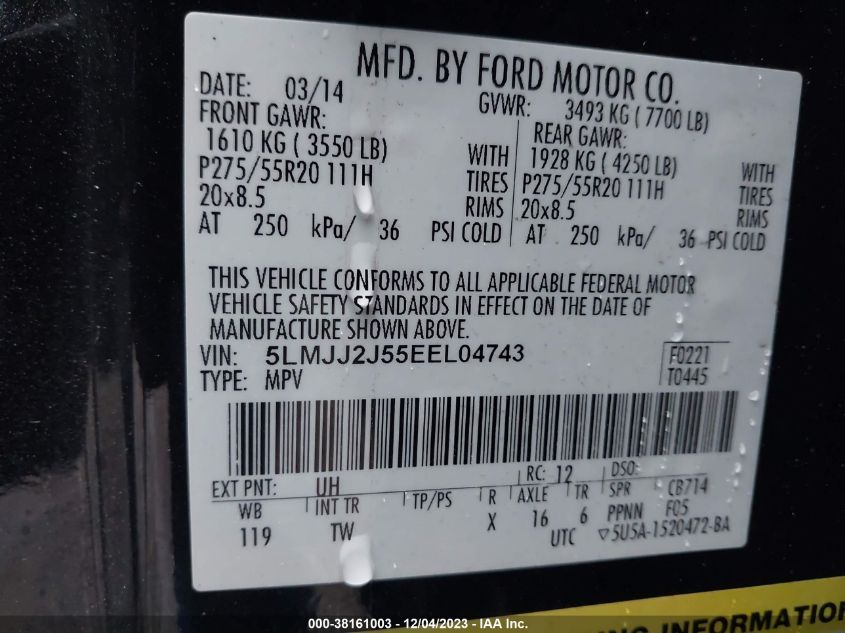 MFD. BY FORD MOTOR CO.
DATE: 03/14 GVWR: 3493 KG ( 7700 LB)
FRONT GAWR: REAR GAWR:
1610 KG ( 3550 LB) WITH 1928 KG ( 4250 LB) WITH
P275/55R20 111H TIRES P275/55R20 111H TIRES
20x8.5 RIMS 20x8.5 RIMS
AT 250 kPa/ 36 PSI COLD AT 250 kPa/ 36 PSI COLD
THIS VEHICLE CONFORMS TO ALL APPLICABLE FEDERAL MOTOR
VEHICLE SAFETY STANDARDS IN EFFECT ON THE DATE OF
MANUFACTURE SHOWN ABOVE.
VIN: 5LMJJ2J55EEL04743 F0221
TYPE: MPV T0445
EXT PNT: UH RC: 12 DSO:
WB INT TR TP/PS R AXLE TR SPR CB714
119 TW X 16 6 PPNN F05
UTC ▽5U5A-1520472-BA
ING INFORMATION
000-38161003 - 12/04/2023 - IAA Inc.